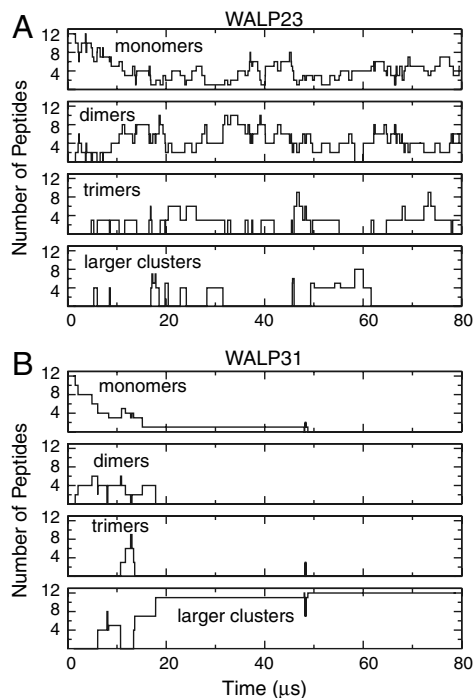 A
WALP23
Number of Peptides
12
8
4
monomers
12
8
4
dimers
12
8
4
trimers
12
8
4
larger clusters
0 20 40 60 80
B
WALP31
Number of Peptides
12
8
4
monomers
12
8
4
dimers
12
8
4
trimers
12
8
4
larger clusters
0 20 40 60 80
Time (μs)